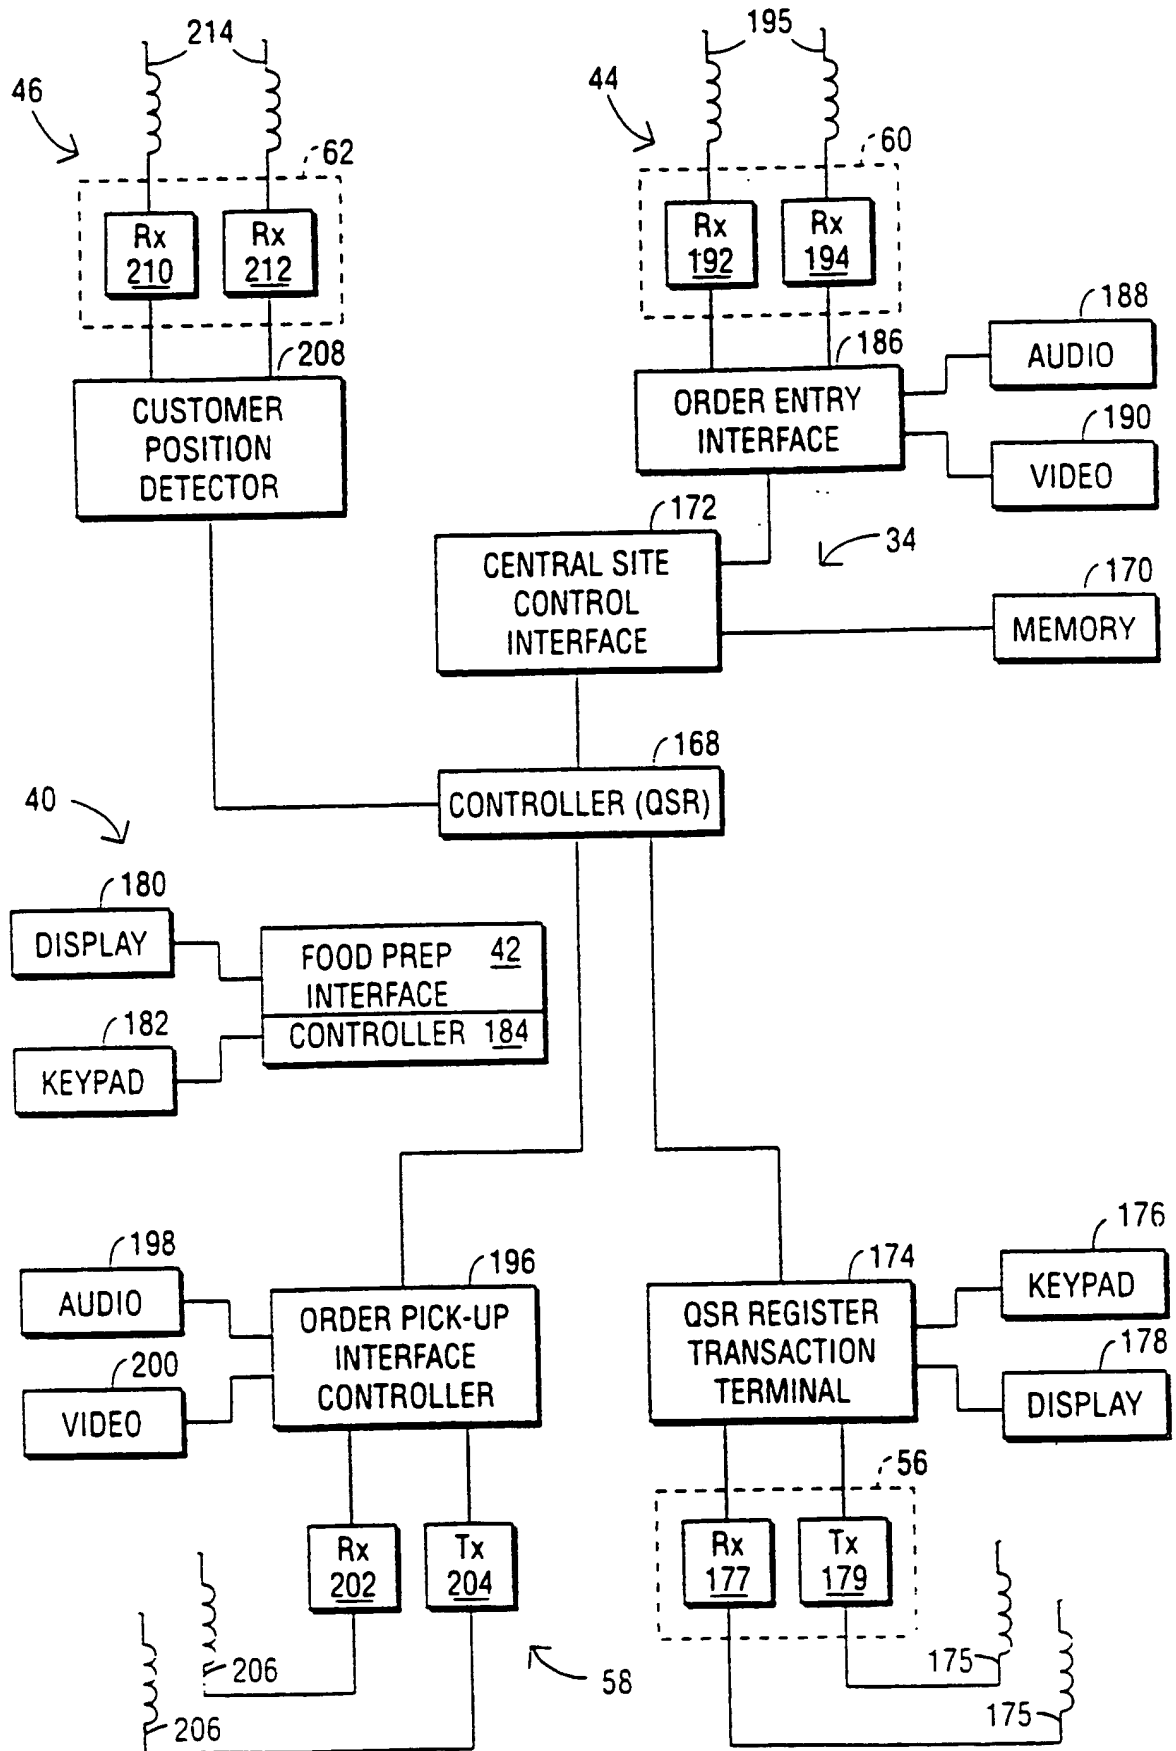 214
195
46
44
62
60
Rx
210
Rx
212
Rx
192
Rx
194
208
186
188
CUSTOMER
POSITION
DETECTOR
ORDER ENTRY
INTERFACE
AUDIO
190
VIDEO
172
34
CENTRAL SITE
CONTROL
INTERFACE
170
MEMORY
168
CONTROLLER (QSR)
40
180
DISPLAY
FOOD PREP 42
INTERFACE
182
CONTROLLER 184
KEYPAD
198
196
174
176
AUDIO
ORDER PICK-UP
INTERFACE
CONTROLLER
QSR REGISTER
TRANSACTION
TERMINAL
KEYPAD
200
178
VIDEO
DISPLAY
56
Rx
202
Tx
204
Rx
177
Tx
179
206
58
175
206
175